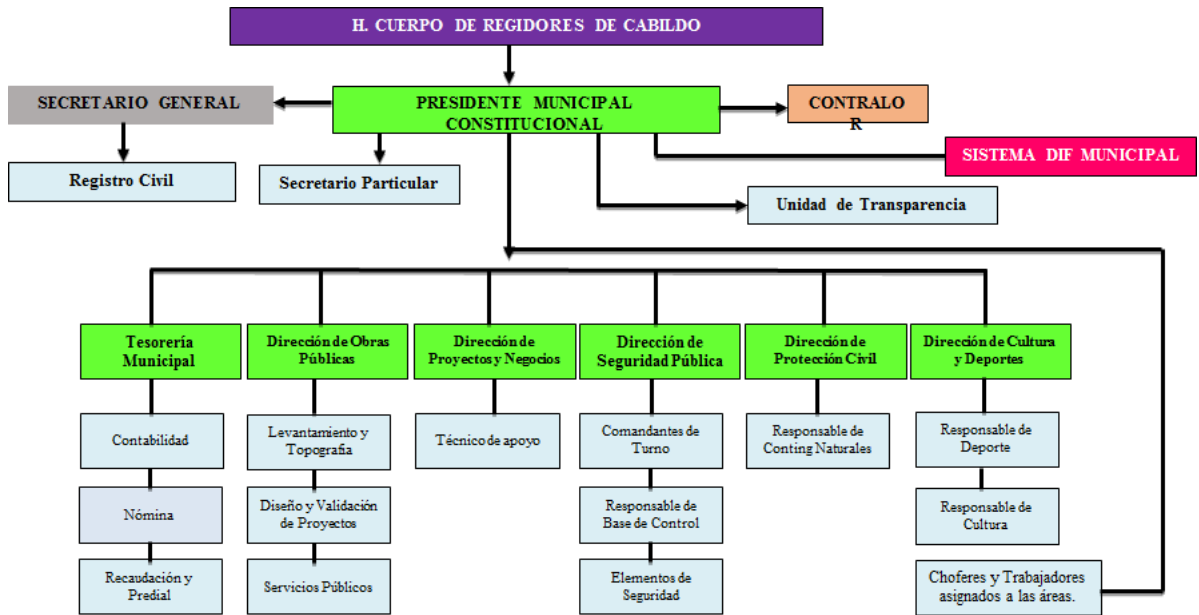 H. CUERPO DE REGIDORES DE CABILDO
SECRETARIO GENERAL
PRESIDENTE MUNICIPAL
CONSTITUCIONAL
CONTRALO
R
SISTEMA DIF MUNICIPAL
Registro Civil
Secretario Particular
Unidad de Transparencia
Tesorería
Municipal
Dirección de Obras
Públicas
Dirección de
Proyectos y Negocios
Dirección de
Seguridad Pública
Dirección de
Protección Civil
Dirección de Cultura
y Deportes
Contabilidad
Levantamiento y
Topografía
Técnico de apoyo
Comandantes de
Turno
Responsable de
Conting Naturales
Responsable de
Deporte
Nómina
Diseño y Validación
de Proyectos
Responsable de
Base de Control
Responsable de
Cultura
Recaudación y
Predial
Servicios Públicos
Elementos de
Seguridad
Choferes y Trabajadores
asignados a las áreas.